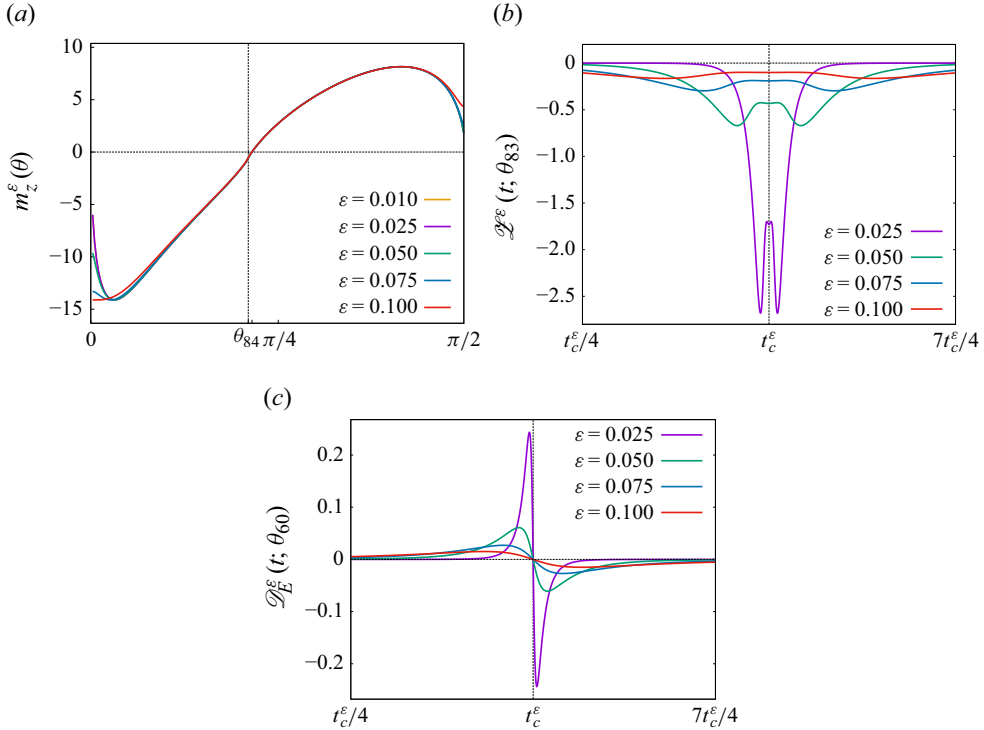 (a)
10
5
0
−5
−10
−15
m_z^ε(θ)
ε = 0.010
ε = 0.025
ε = 0.050
ε = 0.075
ε = 0.100
0
θ_84 π/4
π/2
(b)
0
−0.5
−1.0
−1.5
−2.0
−2.5
ℒ^ε (t; θ_83)
ε = 0.025
ε = 0.050
ε = 0.075
ε = 0.100
t_c^ε/4
t_c^ε
7t_c^ε/4
(c)
0.2
0.1
0
−0.1
−0.2
𝒟_E^ε (t; θ_60)
ε = 0.025
ε = 0.050
ε = 0.075
ε = 0.100
t_c^ε/4
t_c^ε
7t_c^ε/4